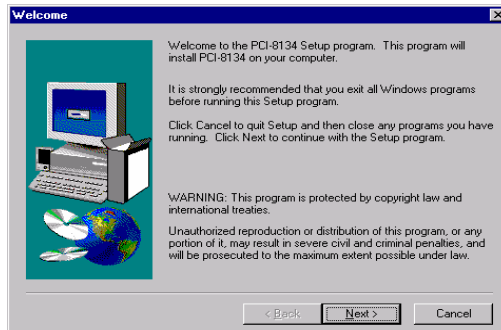 Welcome
Welcome to the PCI-8134 Setup program. This program will
install PCI-8134 on your computer.
It is strongly recommended that you exit all Windows programs
before running this Setup program.
Click Cancel to quit Setup and then close any programs you have
running. Click Next to continue with the Setup program.
WARNING: This program is protected by copyright law and
international treaties.
Unauthorized reproduction or distribution of this program, or any
portion of it, may result in severe civil and criminal penalties, and
will be prosecuted to the maximum extent possible under law.
< Back Next > Cancel